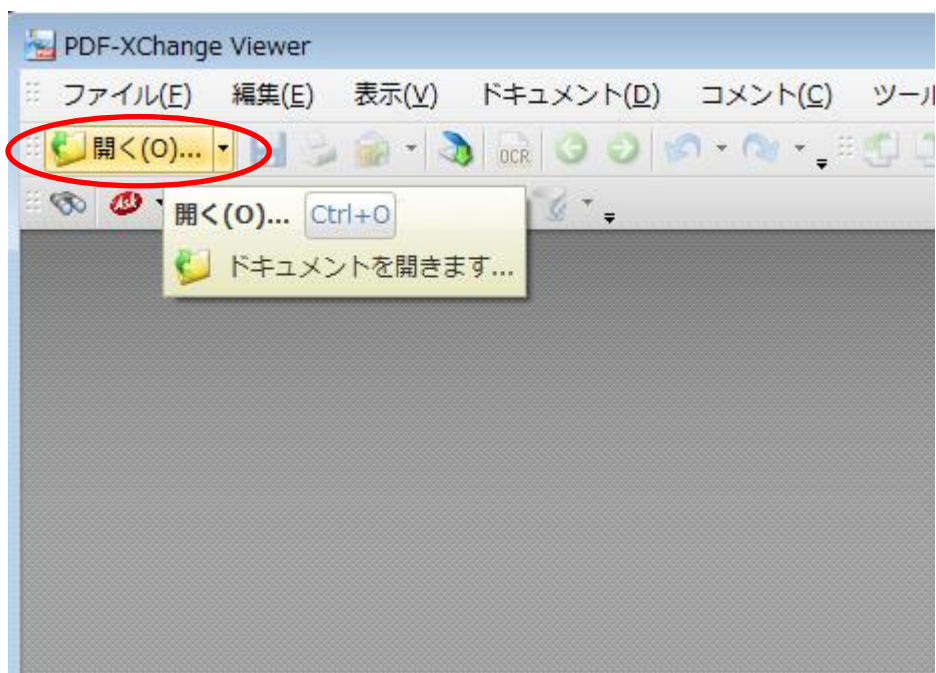 PDF-XChange Viewer
ファイル(F) 編集(E) 表示(V) ドキュメント(D) コメント(C) ツール
開く(O)... OCR
Ask
開く(O)... Ctrl+O
ドキュメントを開きます...